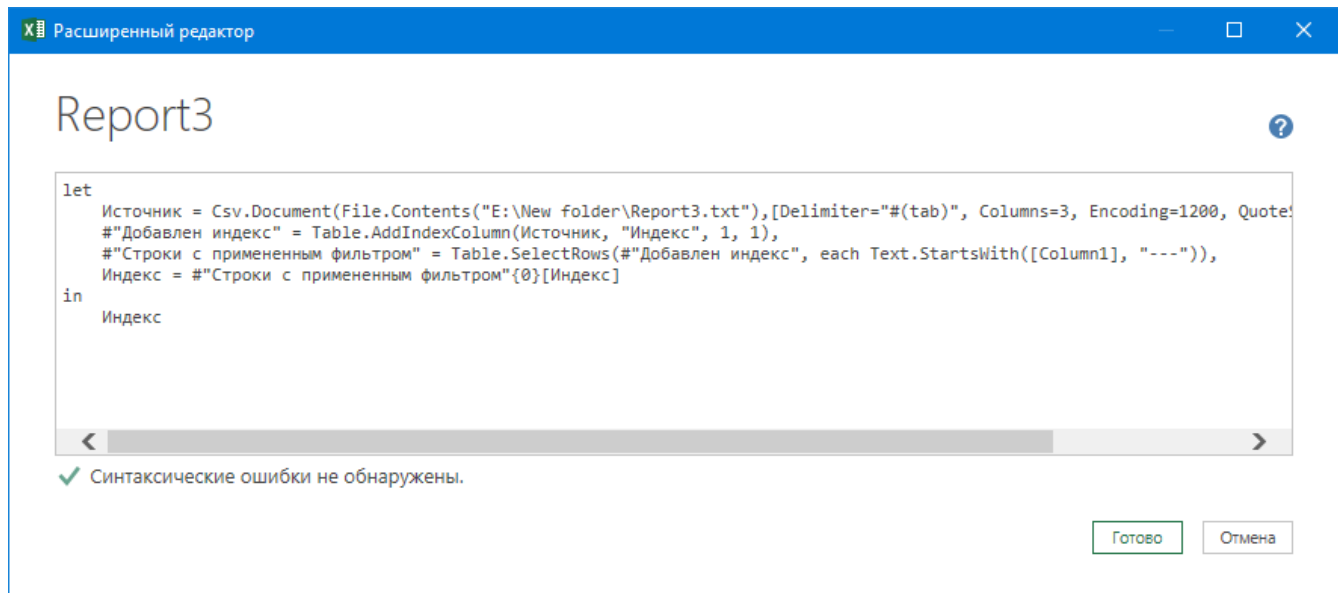 Расширенный редактор
Report3
let
Источник = Csv.Document(File.Contents("E:\New folder\Report3.txt"),[Delimiter="#(tab)", Columns=3, Encoding=1200, QuoteS
#"Добавлен индекс" = Table.AddIndexColumn(Источник, "Индекс", 1, 1),
#"Строки с примененным фильтром" = Table.SelectRows(#"Добавлен индекс", each Text.StartsWith([Column1], "---")),
Индекс = #"Строки с примененным фильтром"{0}[Индекс]
in
Индекс
Синтаксические ошибки не обнаружены.
Готово Отмена